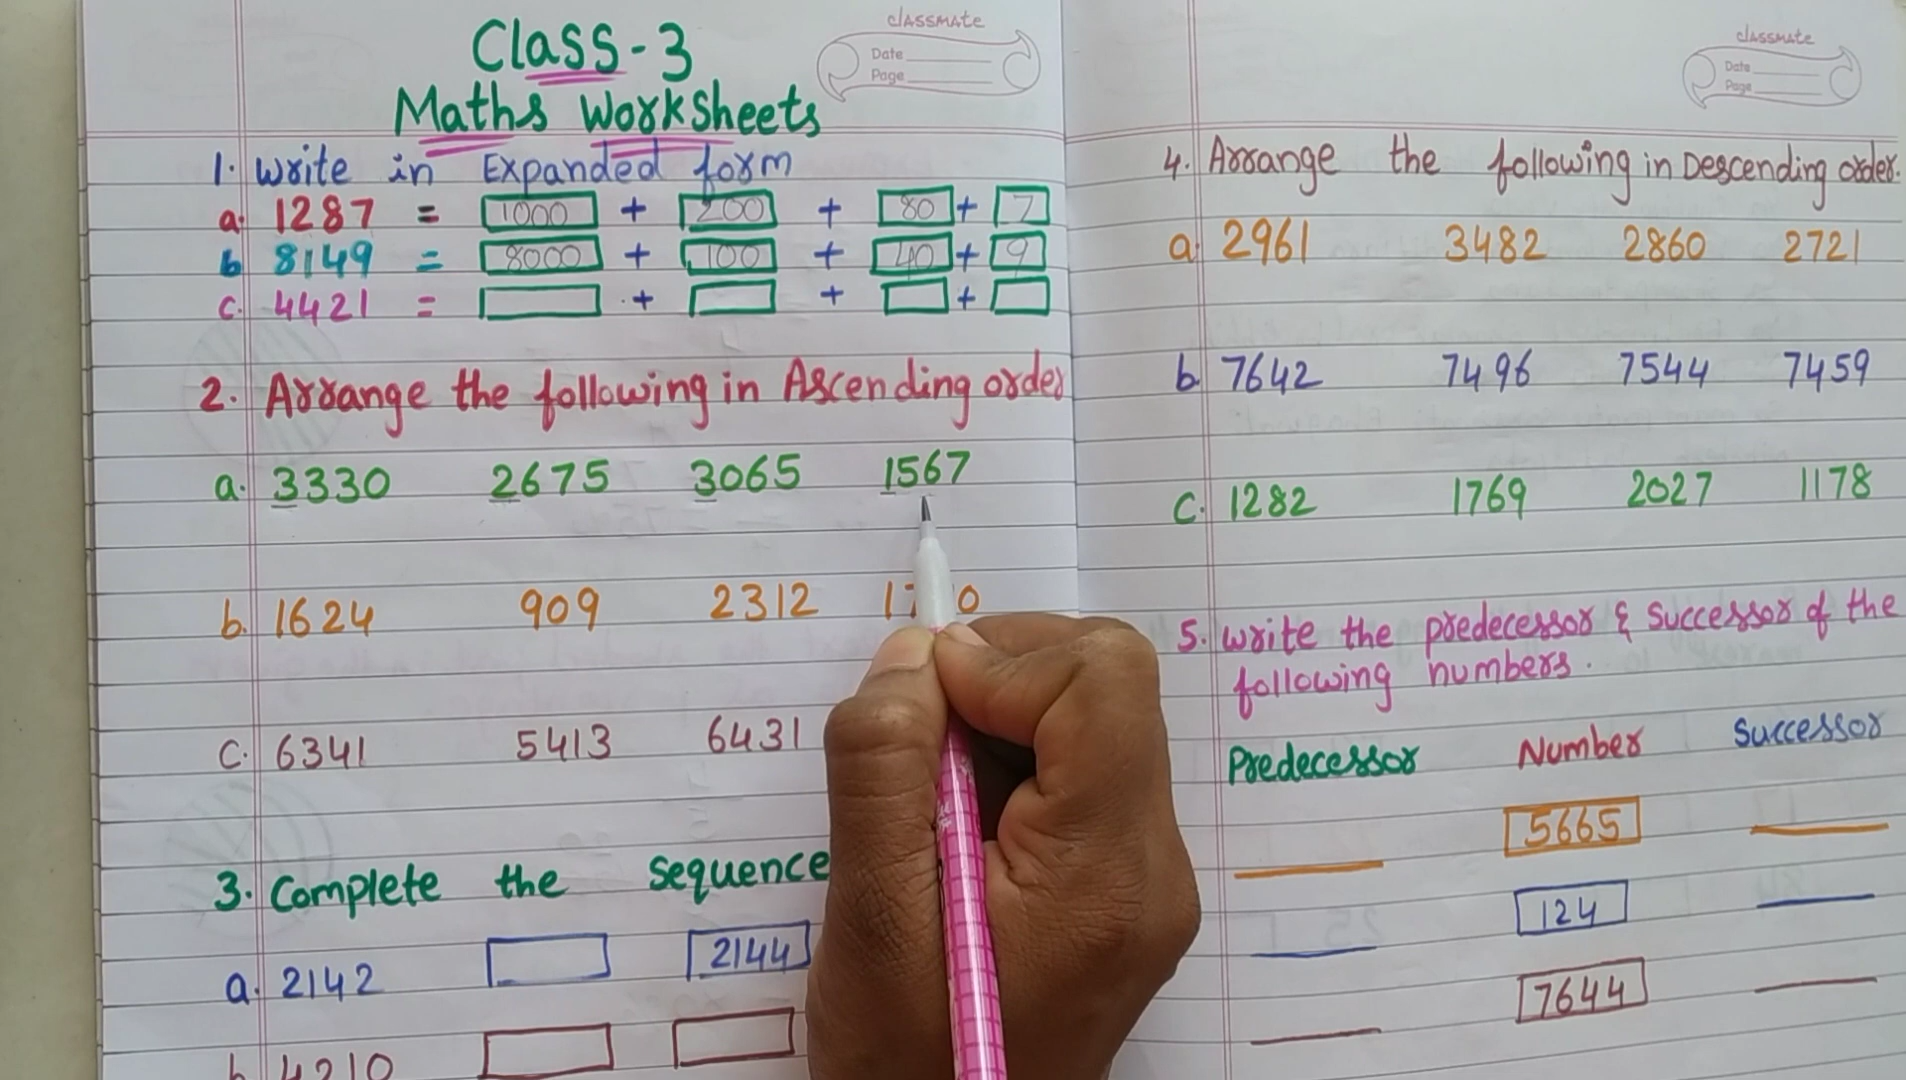 classmate
Date
Page
Class-3
Maths Worksheets
1. Write in Expanded form
a. 1287 = 1000 + 200 + 80 + 7
b 8149 = 8000 + 100 + 40 + 9
c. 4421 = + + +
2. Arrange the following in Ascending order
a. 3330 2675 3065 1567
b. 1624 909 2312
c. 6341 5413 6431
3. Complete the sequence
a. 2142 2144
b 4210
classmate
Date
Page
4. Arrange the following in Descending order.
a. 2961 3482 2860 2721
b. 7642 7496 7544 7459
c. 1282 1769 2027 1178
5. Write the predecessor & Successor of the
following numbers.
Predecessor Number Successor
5665
124
7644